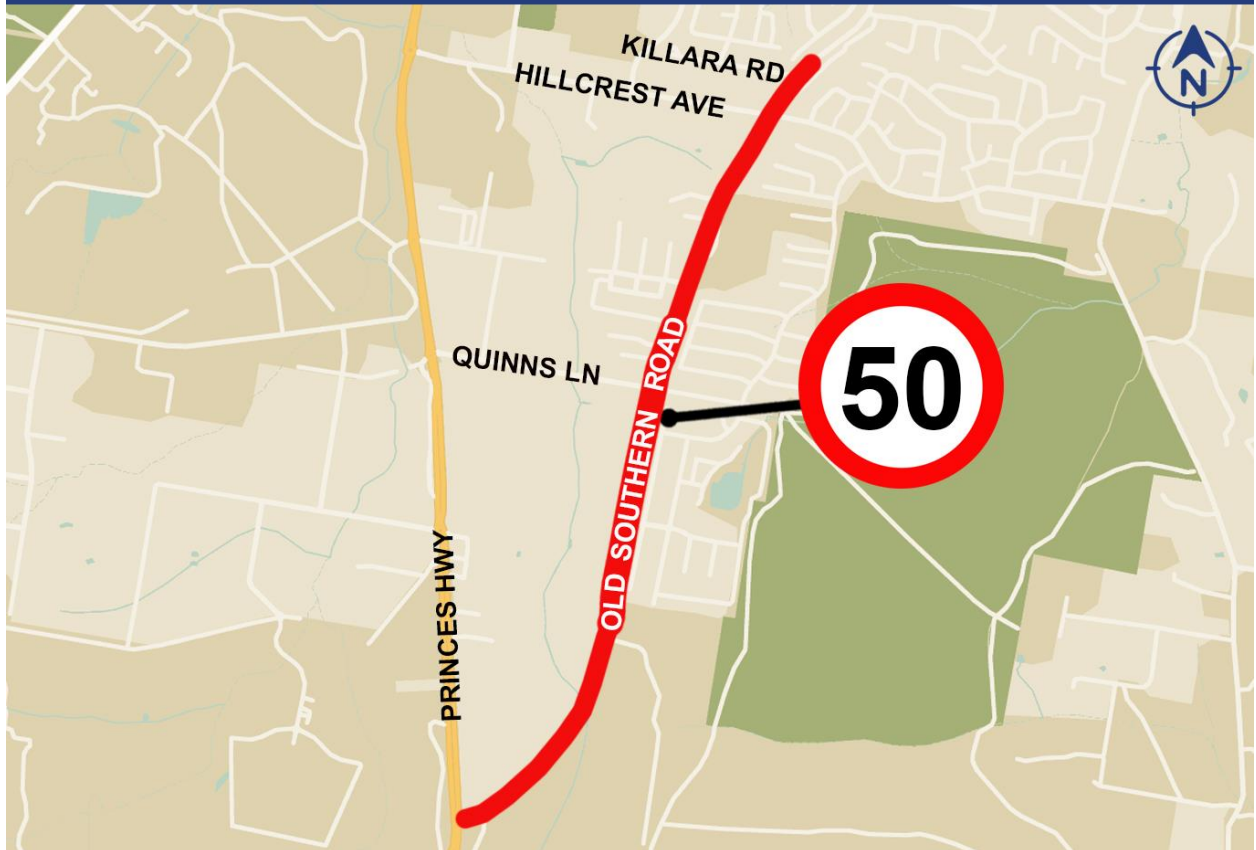 KILLARA RD
HILLCREST AVE
N
QUINNS LN
OLD SOUTHERN ROAD
50
PRINCES HWY